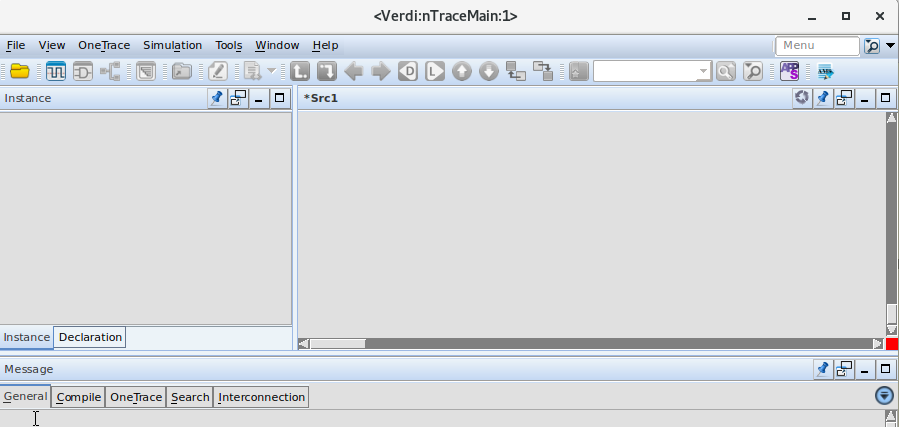 <Verdi:nTraceMain:1>
File View OneTrace Simulation Tools Window Help Menu
D L APPS
Instance *Src1
Instance Declaration
Message
General Compile OneTrace Search Interconnection